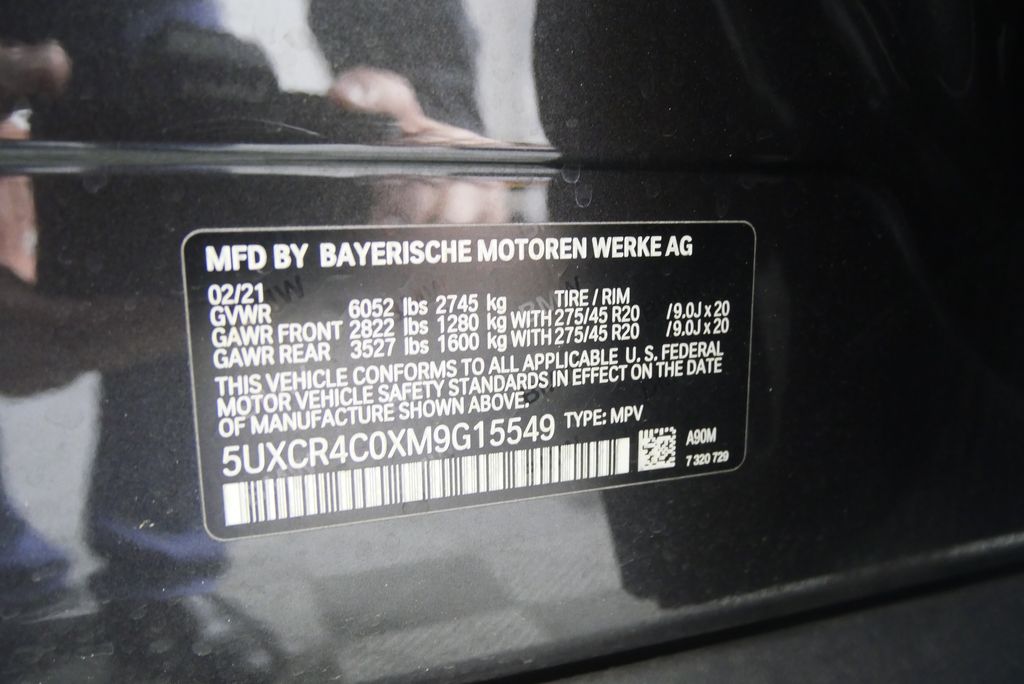 MFD BY BAYERISCHE MOTOREN WERKE AG
02/21 TIRE / RIM
GVWR 6052 lbs 2745 kg
GAWR FRONT 2822 lbs 1280 kg WITH 275/45 R20 /9.0J x 20
GAWR REAR 3527 lbs 1600 kg WITH 275/45 R20 /9.0J x 20
THIS VEHICLE CONFORMS TO ALL APPLICABLE U. S. FEDERAL
MOTOR VEHICLE SAFETY STANDARDS IN EFFECT ON THE DATE
OF MANUFACTURE SHOWN ABOVE.
5UXCR4C0XM9G15549 TYPE: MPV
A90M
7 320 729